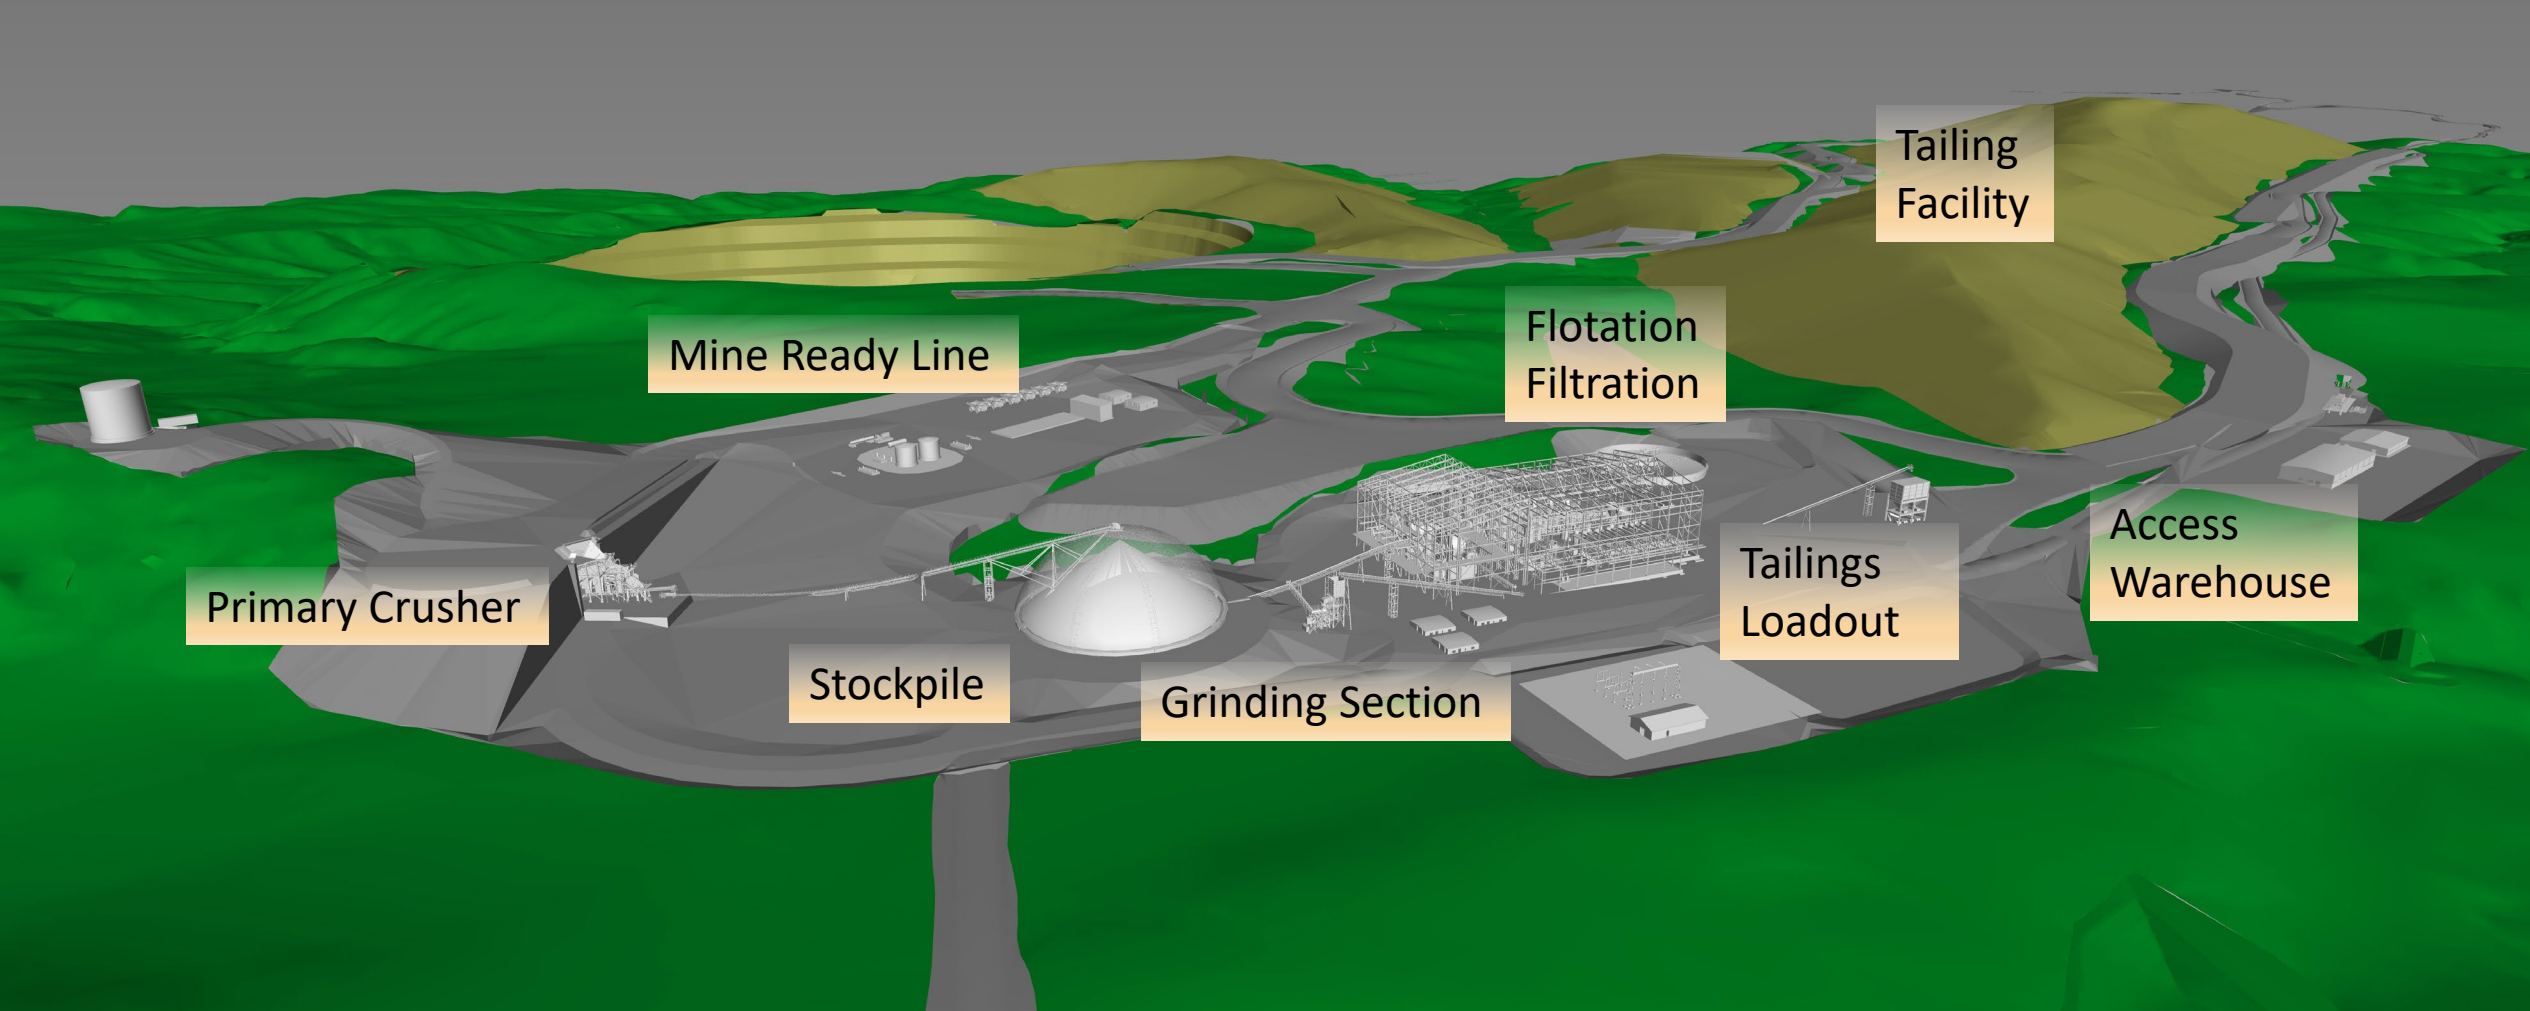 Tailing
Facility
Mine Ready Line
Flotation
Filtration
Primary Crusher
Stockpile
Grinding Section
Tailings
Loadout
Access
Warehouse